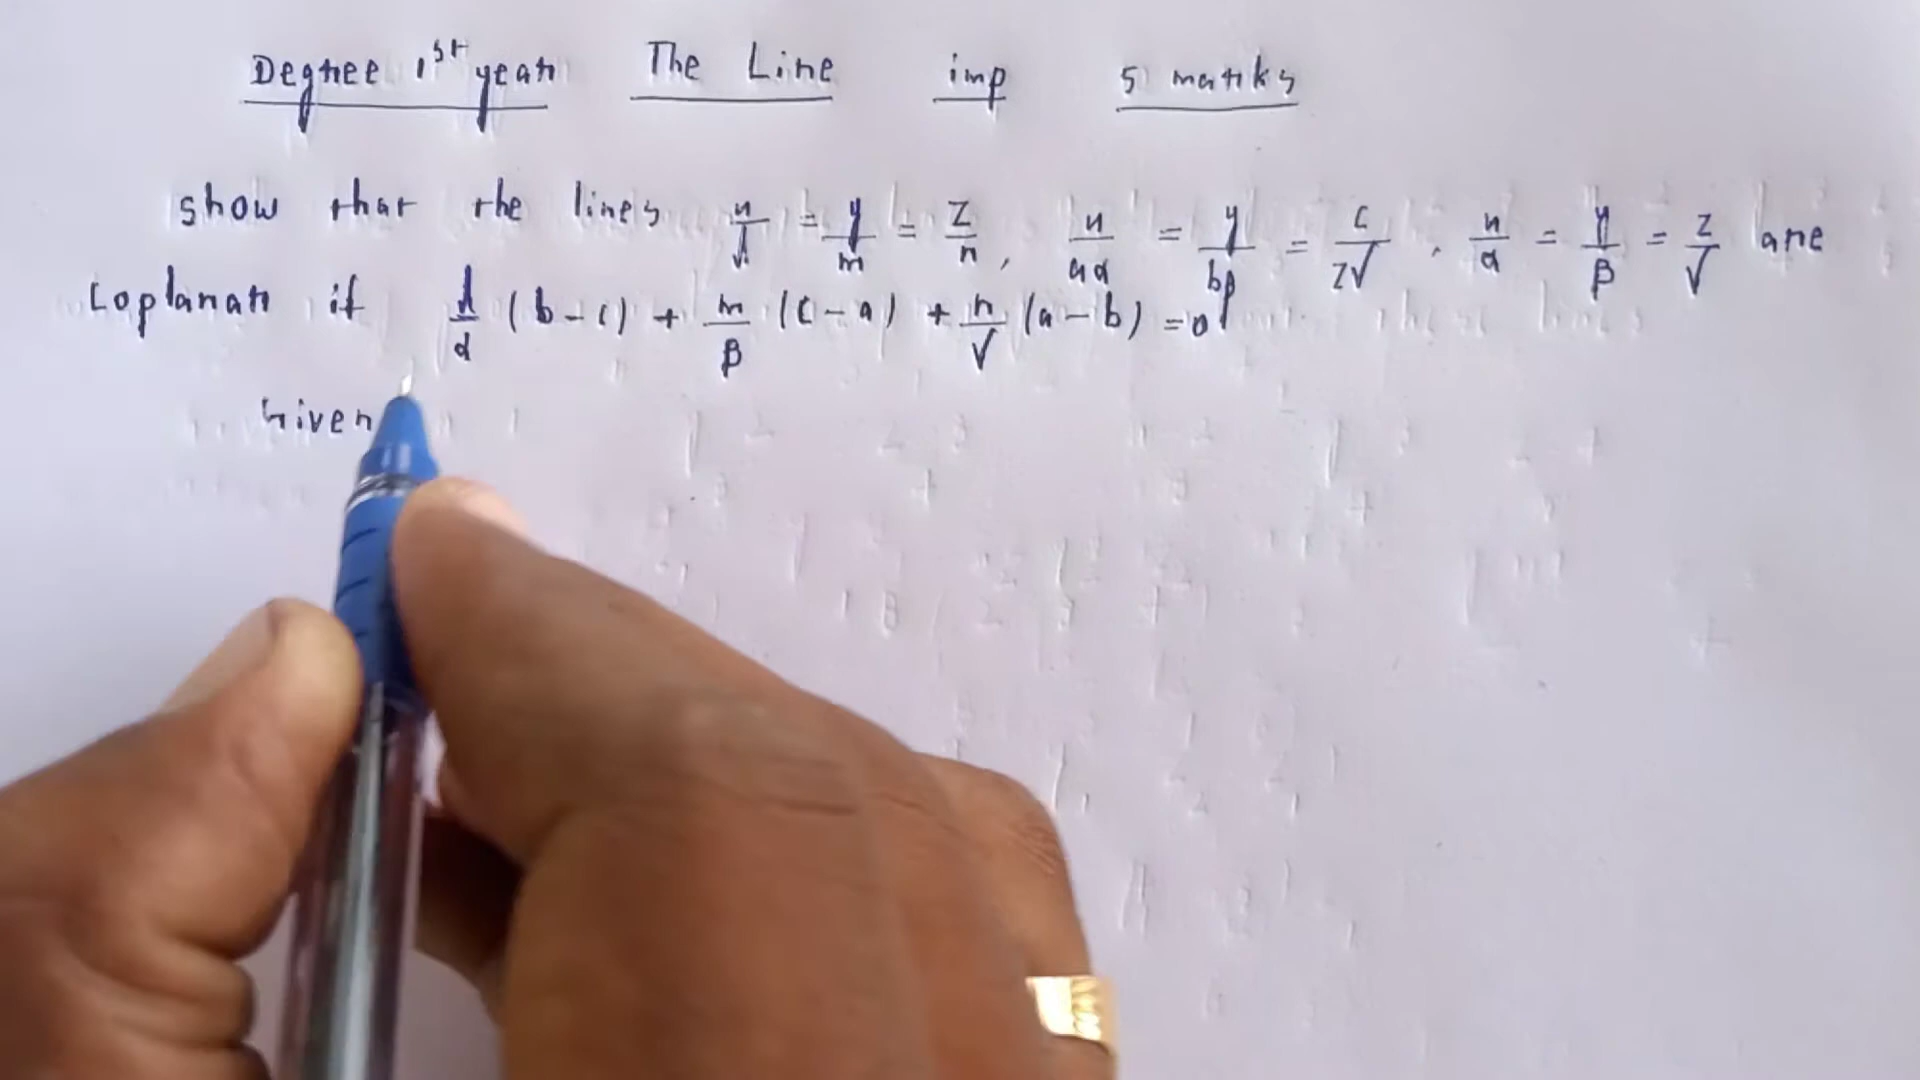 Degree 1st year The Line imp 5 marks
show that the lines x/l = y/m = z/n, x/aα = y/bβ = c/z√, x/α = y/β = z/√ are
coplanar if l/α (b-c) + m/β (c-a) + n/√ (a-b) = 0
Given